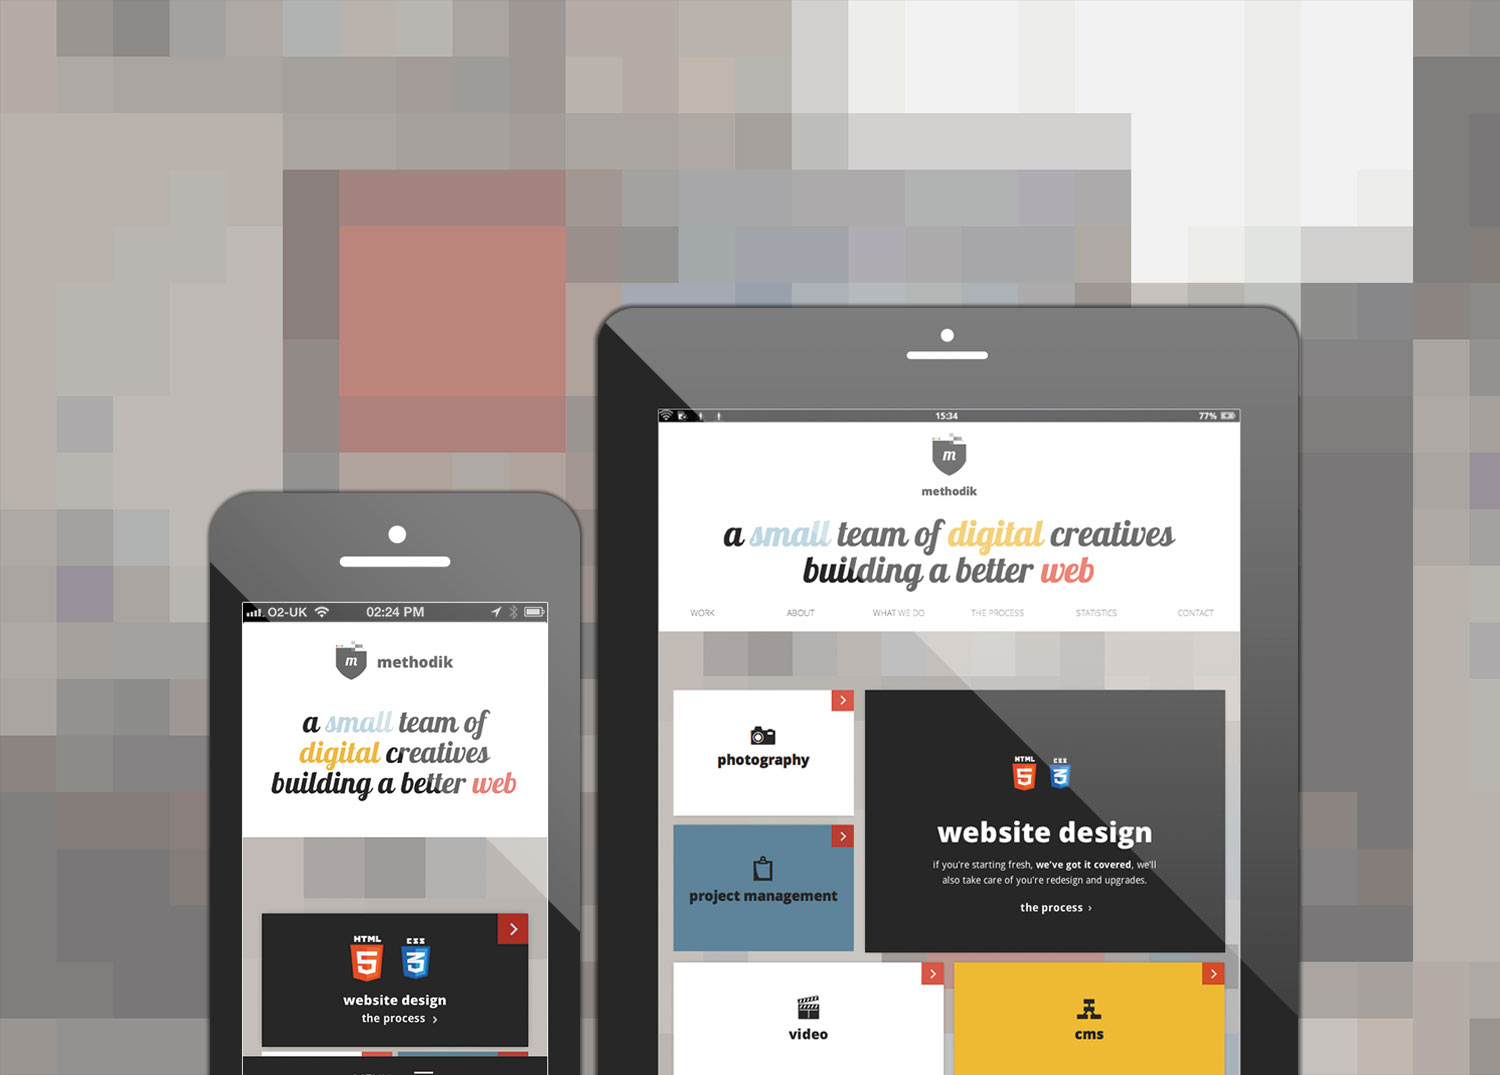 O2-UK 02:24 PM
m methodik
a small team of
digital creatives
building a better web
HTML CSS
5 3
website design
the process ›
15:34 77%
m
methodik
a small team of digital creatives
building a better web
WORK ABOUT WHAT WE DO THE PROCESS STATISTICS CONTACT
photography
project management
HTML CSS
5 3
website design
if you're starting fresh, we've got it covered, we'll
also take care of you're redesign and upgrades.
the process ›
video
cms